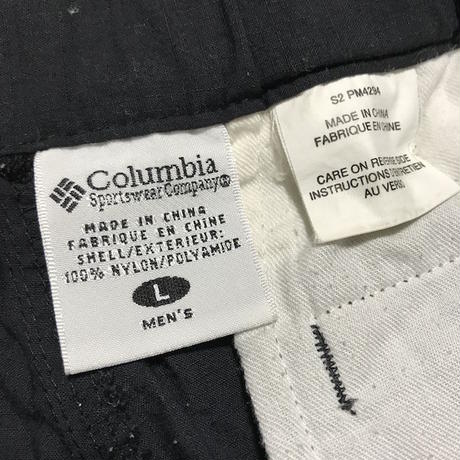 Columbia
Sportswear Company®
MADE IN CHINA
FABRIQUE EN CHINE
SHELL/EXTERIEUR:
100% NYLON/POLYAMIDE
L
MEN'S
S2 PM4294
MADE IN CHINA
FABRIQUE EN CHINE
CARE ON REVERSE SIDE
INSTRUCTIONS D'ENTRETIEN
AU VERSO